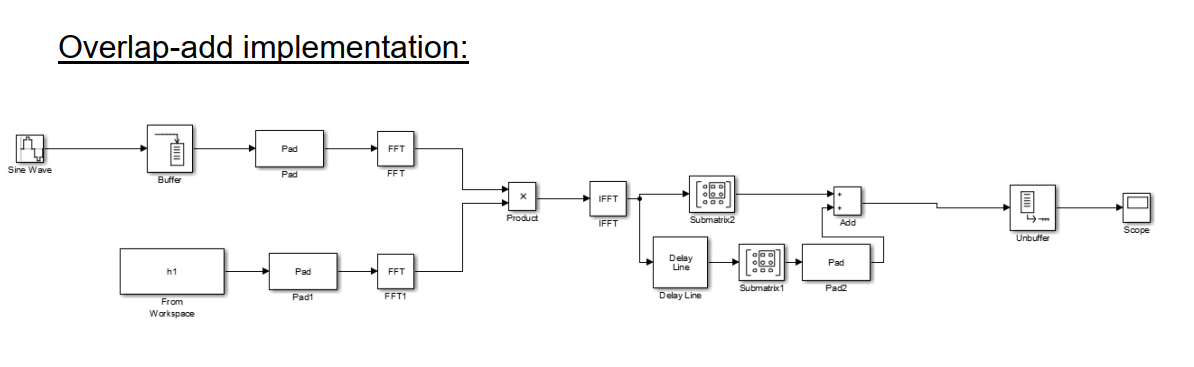 Overlap-add implementation:
Sine Wave
Buffer
Pad
Pad
FFT
FFT
h1
From
Workspace
Pad
Pad1
FFT
FFT1
×
Product
IFFT
IFFT
Submatrix2
Delay
Line
Delay Line
Submatrix1
Pad
Pad2
+
+
Add
Unbuffer
Scope